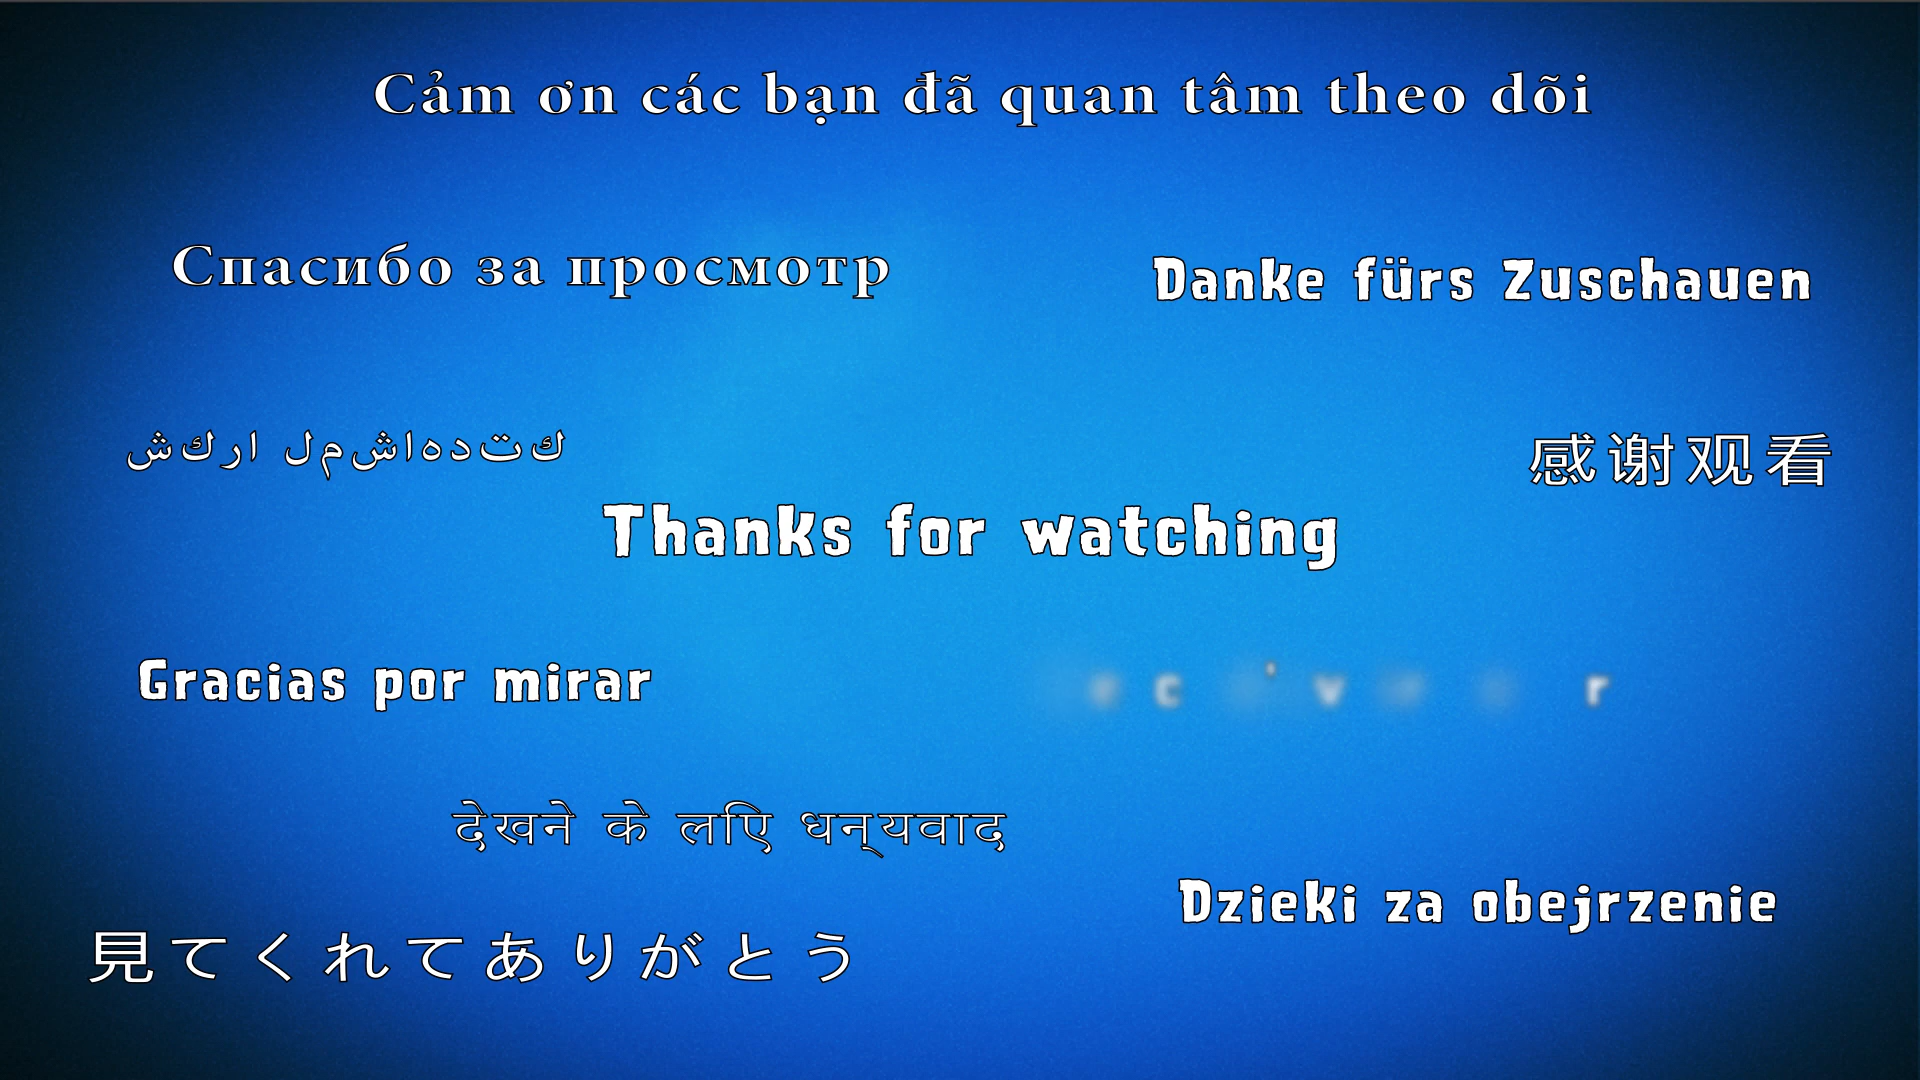 Cảm ơn các bạn đã quan tâm theo dõi
Спасибо за просмотр
Danke fürs Zuschauen
شكرا لمشاهدتك
感谢观看
Thanks for watching
Gracias por mirar
देखने के लिए धन्यवाद
Dzieki za obejrzenie
見てくれてありがとう